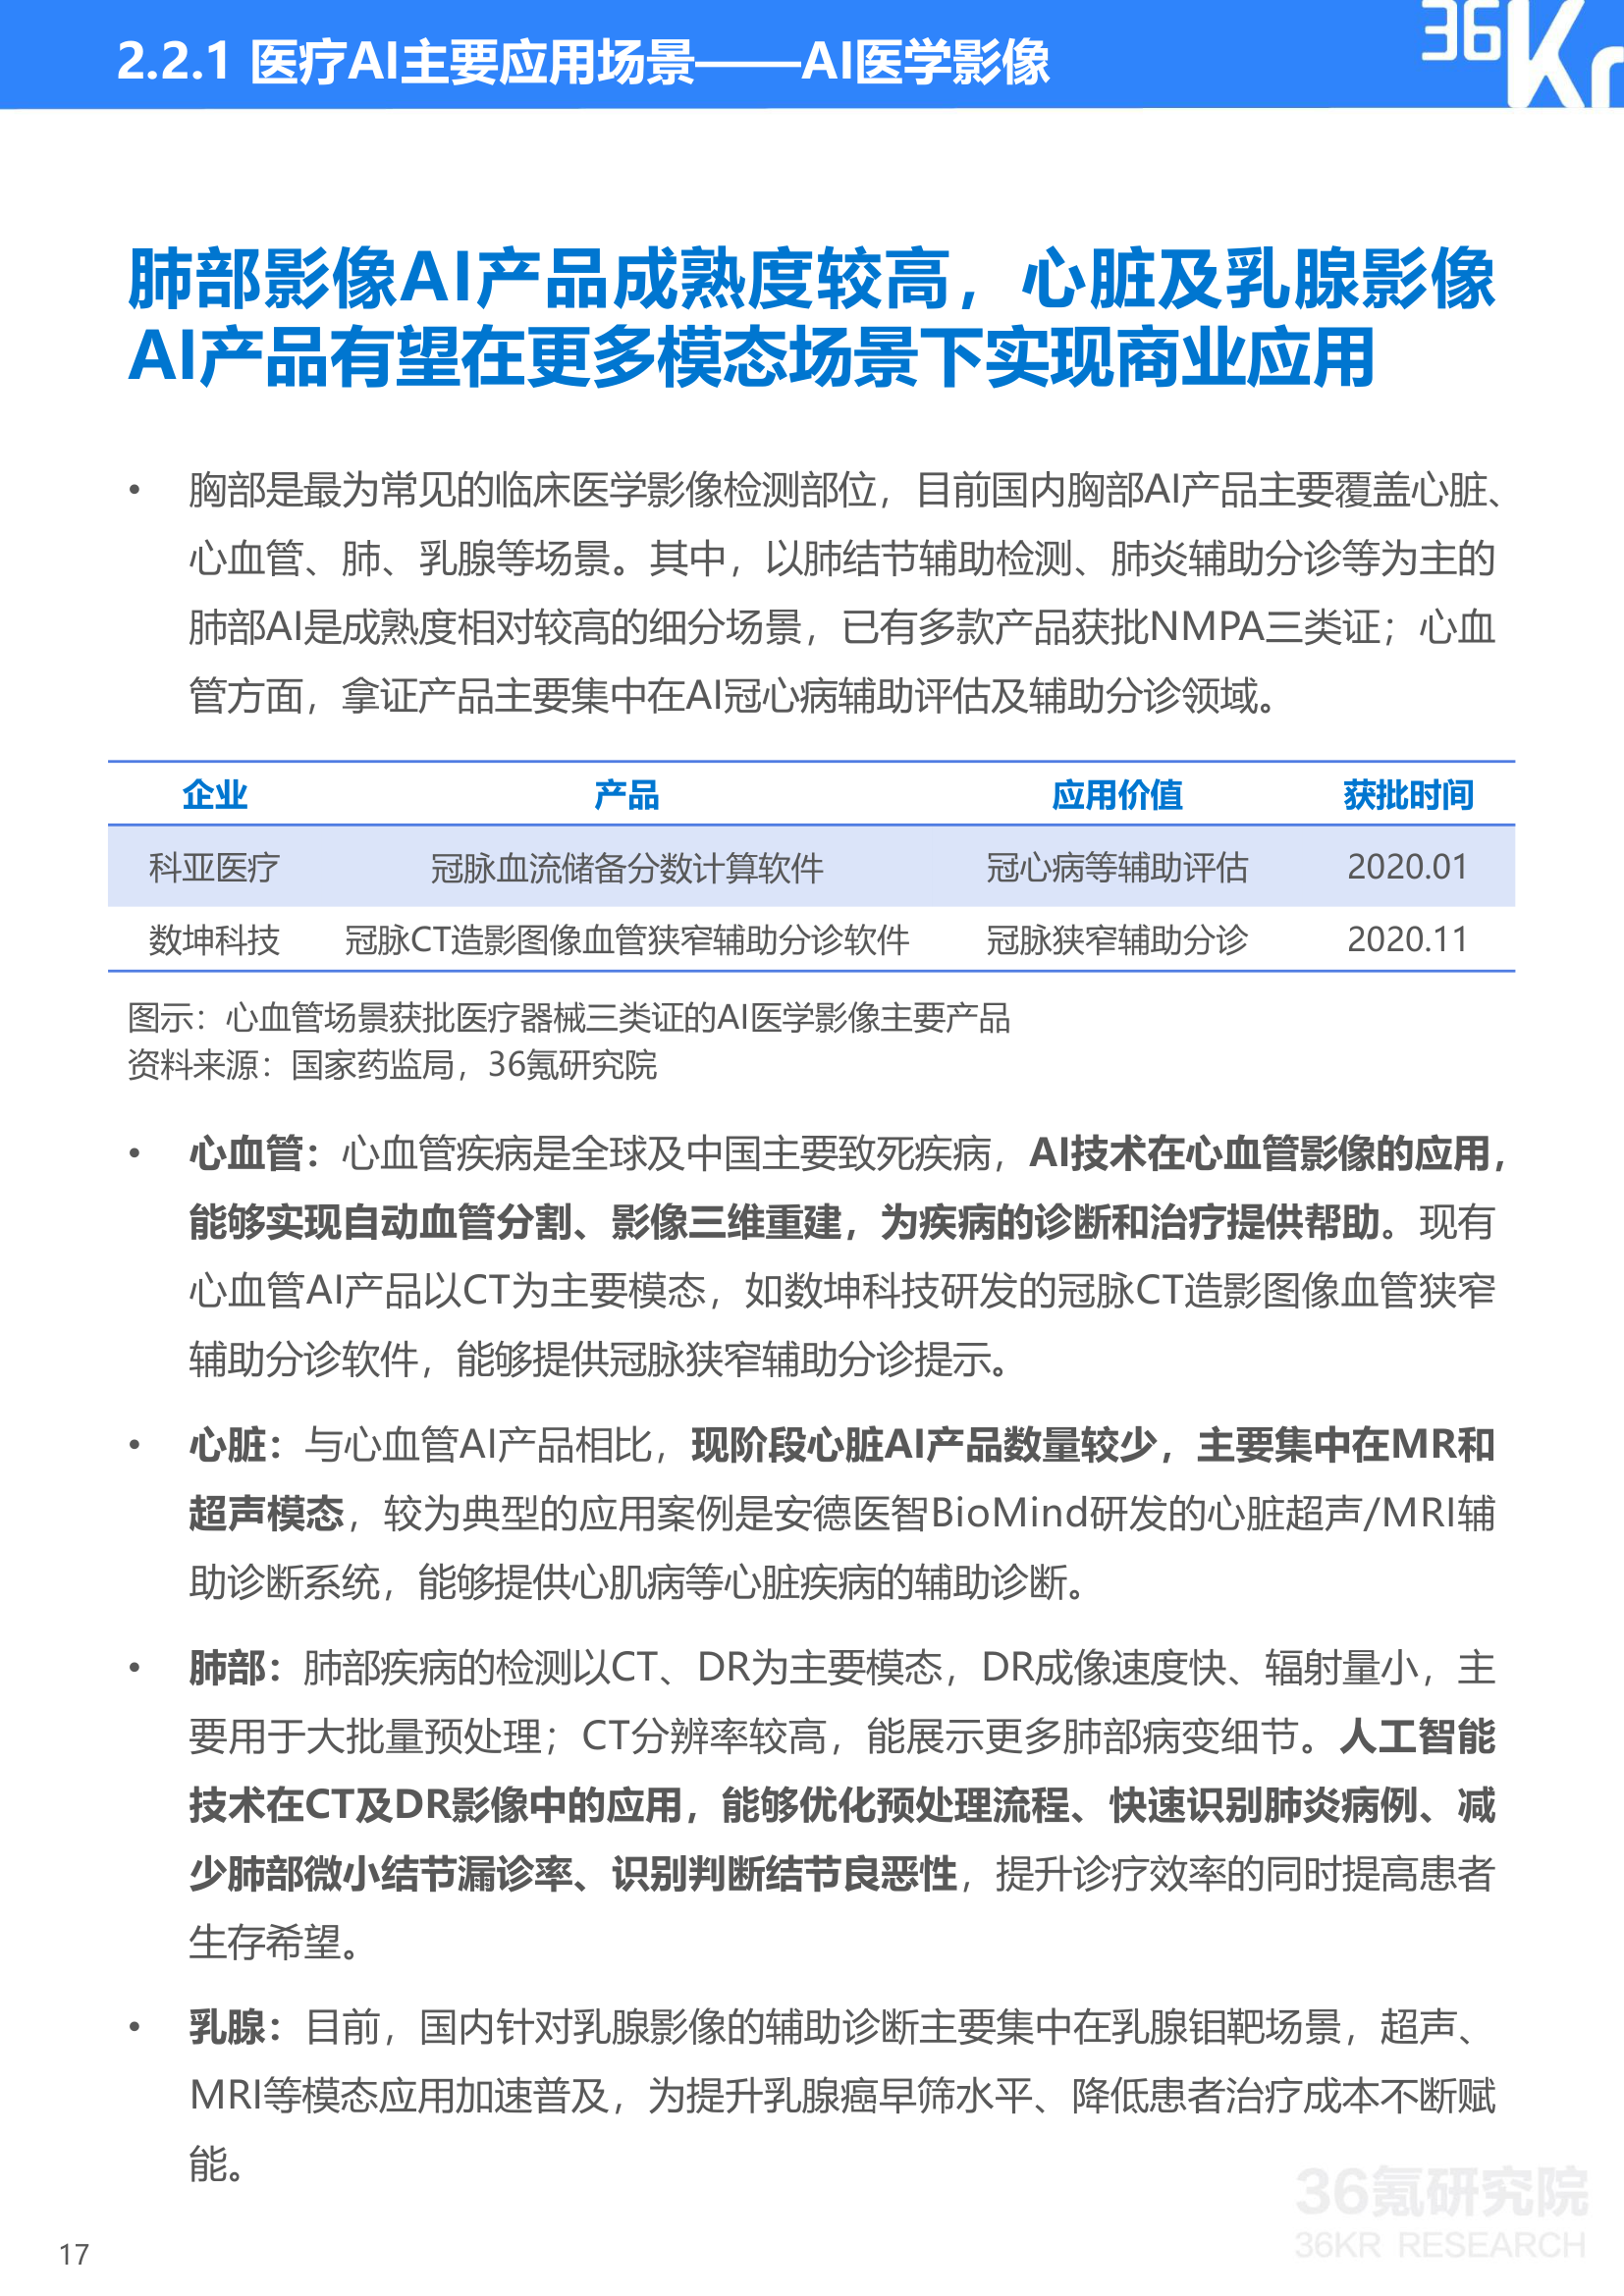 2.2.1 医疗AI主要应用场景——AI医学影像
36Kr
肺部影像AI产品成熟度较高，心脏及乳腺影像
AI产品有望在更多模态场景下实现商业应用
• 胸部是最为常见的临床医学影像检测部位，目前国内胸部AI产品主要覆盖心脏、
心血管、肺、乳腺等场景。其中，以肺结节辅助检测、肺炎辅助分诊等为主的
肺部AI是成熟度相对较高的细分场景，已有多款产品获批NMPA三类证；心血
管方面，拿证产品主要集中在AI冠心病辅助评估及辅助分诊领域。
企业 产品 应用价值 获批时间
科亚医疗 冠脉血流储备分数计算软件 冠心病等辅助评估 2020.01
数坤科技 冠脉CT造影图像血管狭窄辅助分诊软件 冠脉狭窄辅助分诊 2020.11
图示：心血管场景获批医疗器械三类证的AI医学影像主要产品
资料来源：国家药监局，36氪研究院
• 心血管：心血管疾病是全球及中国主要致死疾病，AI技术在心血管影像的应用，
能够实现自动血管分割、影像三维重建，为疾病的诊断和治疗提供帮助。现有
心血管AI产品以CT为主要模态，如数坤科技研发的冠脉CT造影图像血管狭窄
辅助分诊软件，能够提供冠脉狭窄辅助分诊提示。
• 心脏：与心血管AI产品相比，现阶段心脏AI产品数量较少，主要集中在MR和
超声模态，较为典型的应用案例是安德医智BioMind研发的心脏超声/MRI辅
助诊断系统，能够提供心肌病等心脏疾病的辅助诊断。
• 肺部：肺部疾病的检测以CT、DR为主要模态，DR成像速度快、辐射量小，主
要用于大批量预处理；CT分辨率较高，能展示更多肺部病变细节。人工智能
技术在CT及DR影像中的应用，能够优化预处理流程、快速识别肺炎病例、减
少肺部微小结节漏诊率、识别判断结节良恶性，提升诊疗效率的同时提高患者
生存希望。
• 乳腺：目前，国内针对乳腺影像的辅助诊断主要集中在乳腺钼靶场景，超声、
MRI等模态应用加速普及，为提升乳腺癌早筛水平、降低患者治疗成本不断赋
能。
36氪研究院
36KR RESEARCH
17